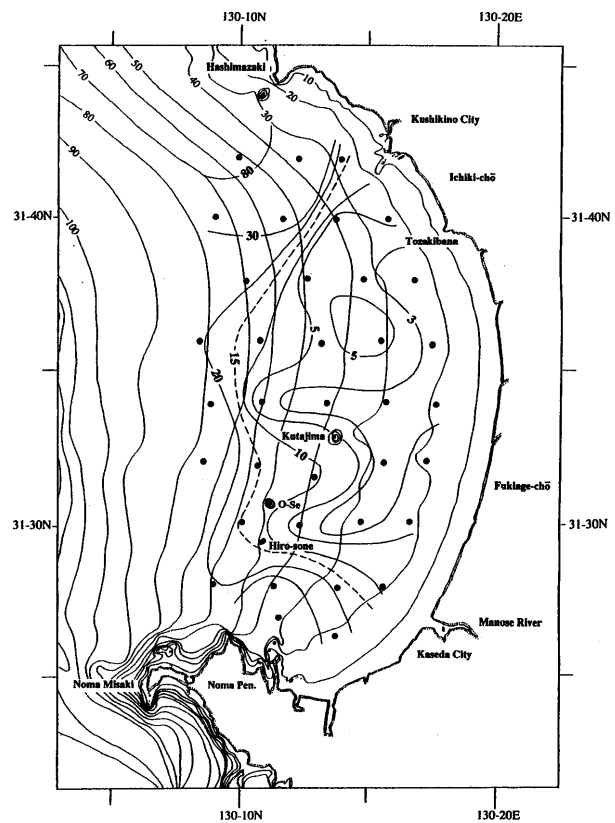 130-10N
130-20E
Hashimazaki
10
20
30
40
50
60
70
80
80
90
100
Kushikino City
Ichiki-chō
31-40N
31-40N
80
30
Tozakibana
3
5
5
15
20
Kutajima
10
O-Se
Fukiage-chō
31-30N
31-30N
Hiro-sone
Manose River
Kaseda City
Noma Misaki
Noma Pen.
130-10E
130-20E